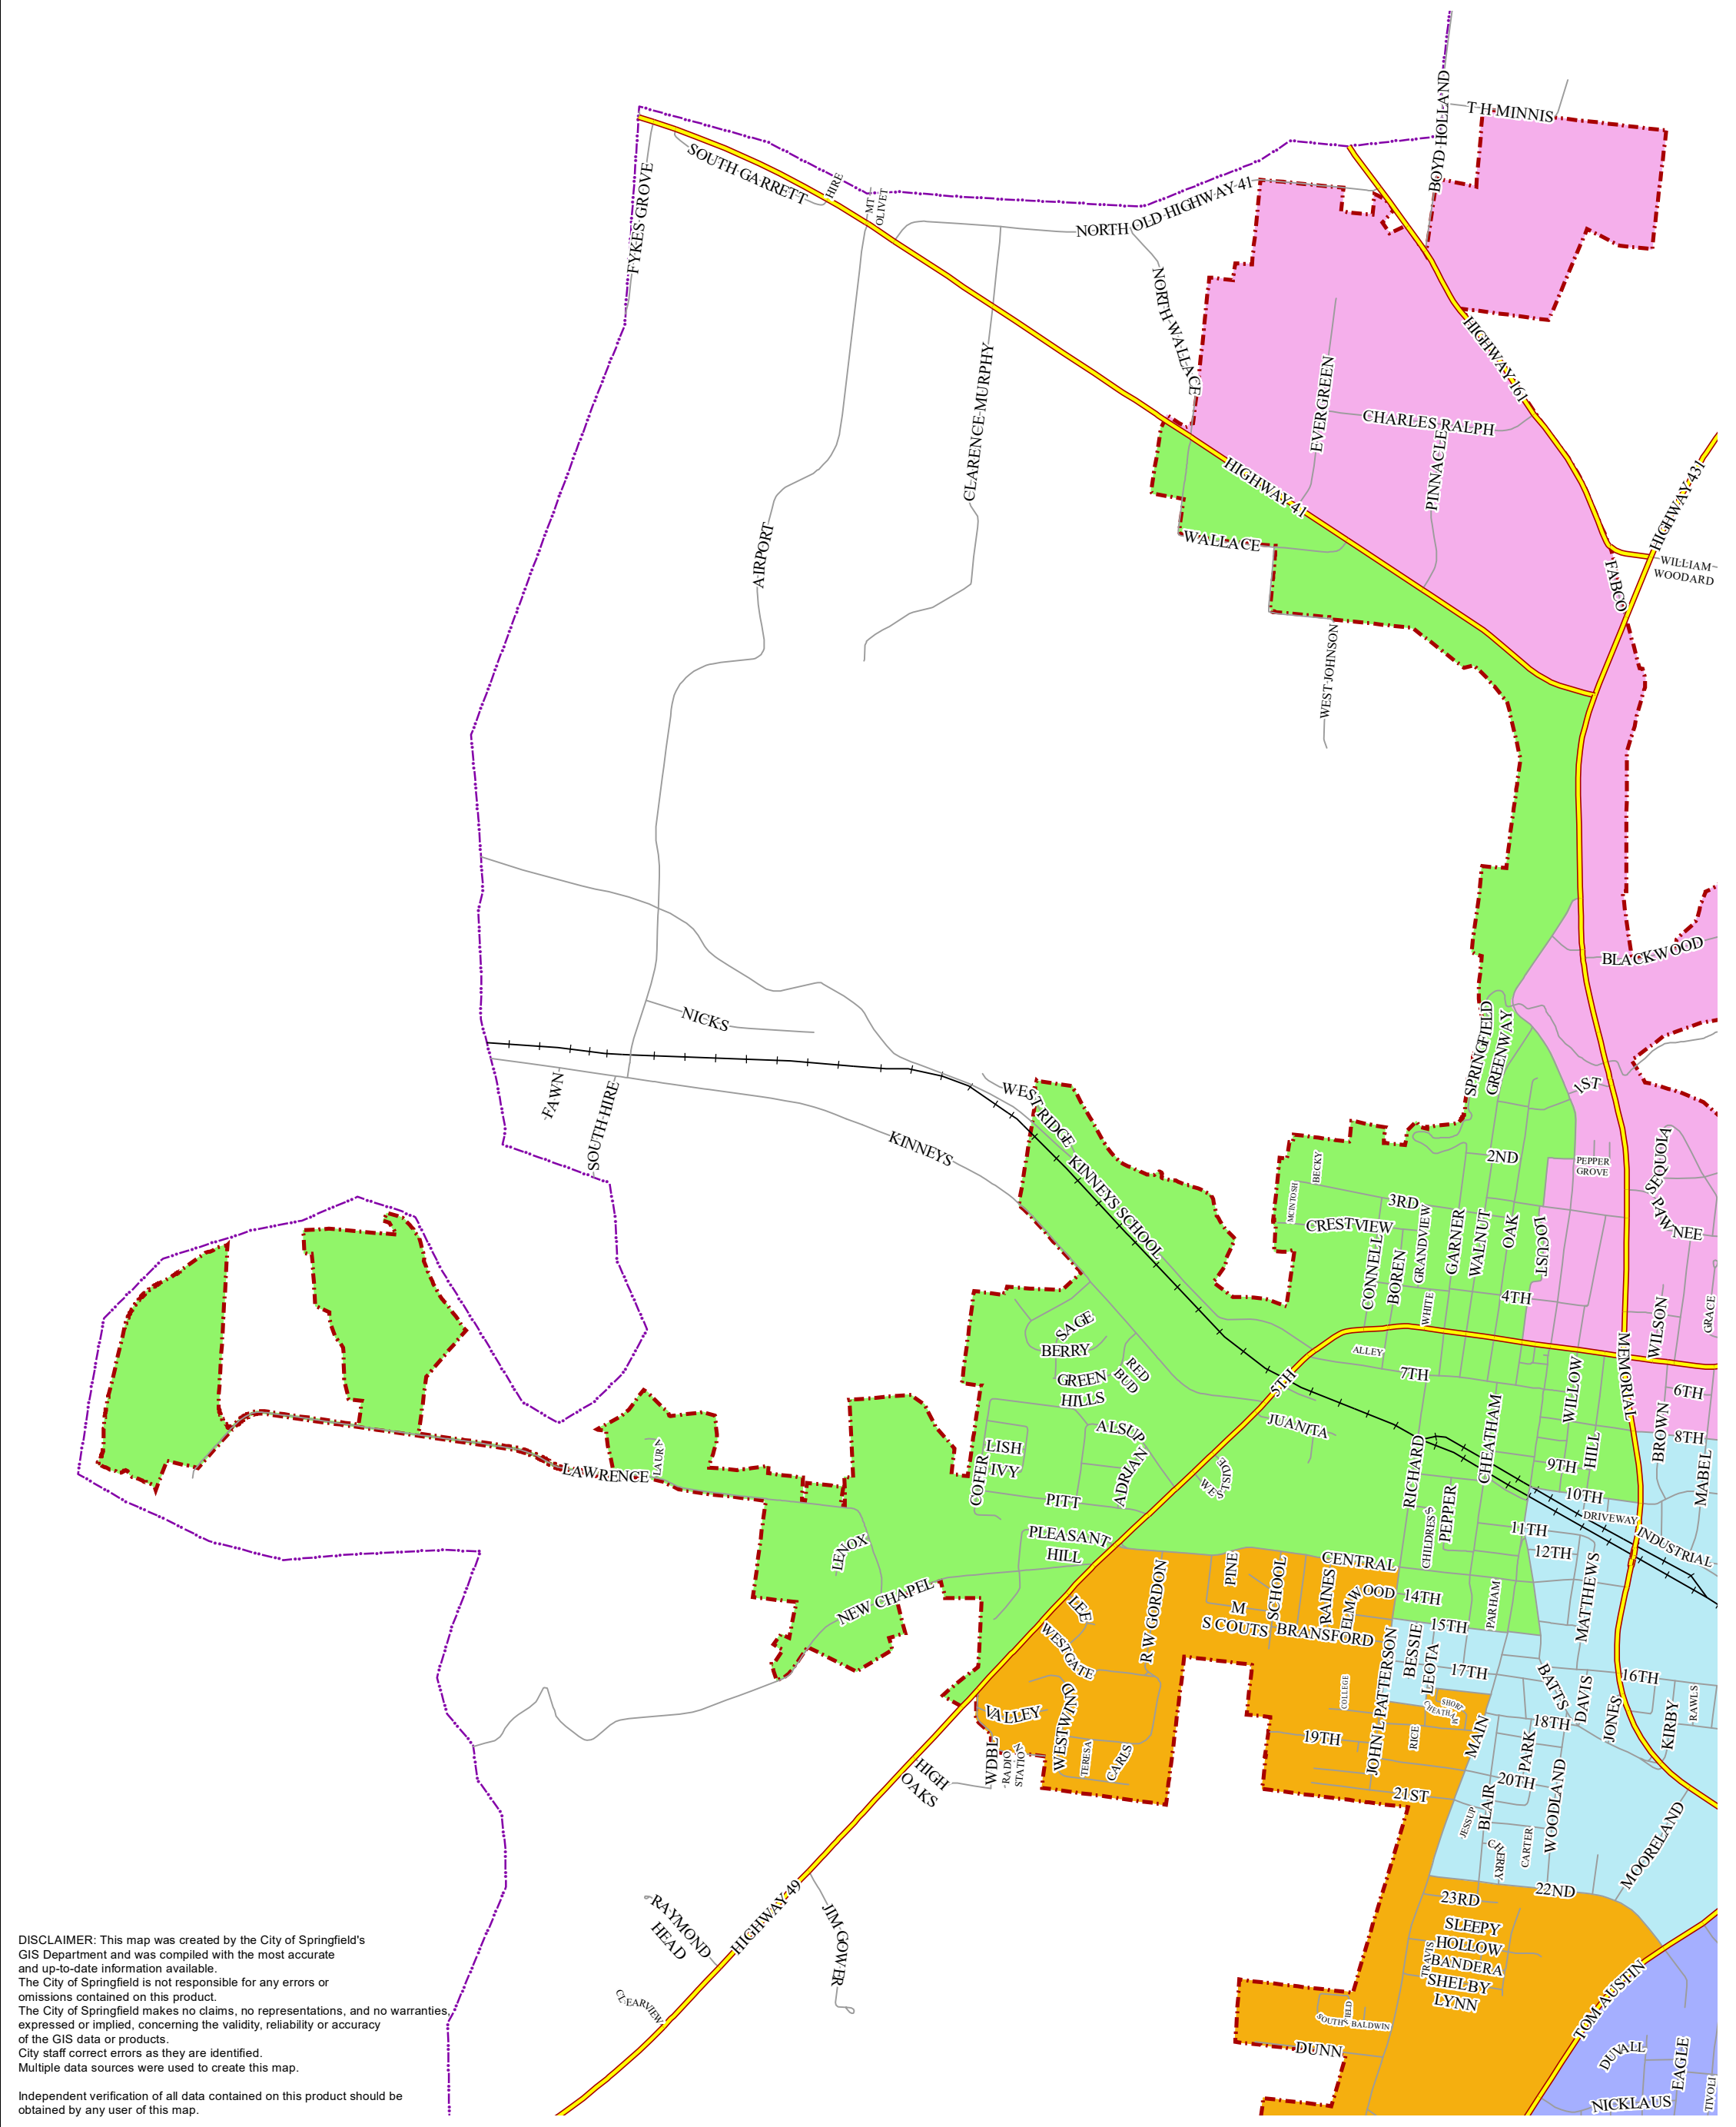 BOYD HOLLAND
T H MINNIS
SOUTH GARRETT
HIRE
MT OLIVET
FYKES GROVE
NORTH OLD HIGHWAY 41
NORTH WALLACE
HIGHWAY 161
CLARENCE MURPHY
EVERGREEN
CHARLES RALPH
PINNACLE
HIGHWAY 41
HIGHWAY 431
WALLACE
WILLIAM
WOODARD
FABCO
AIRPORT
WEST JOHNSON
BLACKWOOD
SPRINGFIELD
GREENWAY
NICKS
1ST
FAWN
SOUTH HIRE
WEST RIDGE
KINNEYS
KINNEYS SCHOOL
2ND
PEPPER
GROVE
SEQUOIA
BECKY
MCINTOSH
3RD
CRESTVIEW
PAWNEE
CONNELL
BOREN
GRANDVIEW
GARNER
WALNUT
OAK
LOCUST
WHITE
4TH
WILSON
GRACE
SAGE
BERRY
RED
BUD
GREEN
HILLS
5TH
ALLEY
7TH
WILLOW
MEMORIAL
6TH
ALSUP
JUANITA
CHEATHAM
HILL
BROWN
8TH
LISH
IVY
COFER
ADRIAN
WESTSIDE
RICHARD
9TH
MABEL
LAWRENCE
LAURA
PITT
PEPPER
CHILDRESS
10TH
DRIVEWAY
INDUSTRIAL
PLEASANT
HILL
11TH
12TH
LENOX
NEW CHAPEL
CENTRAL
PINE
SCHOOL
RAINES
ELMWOOD
14TH
PARHAM
MATTHEWS
LEE
R W GORDON
M
SCOUTS
BRANSFORD
15TH
WESTGATE
JOHN L PATTERSON
BESSIE
LEOTA
17TH
BATTS
DAVIS
16TH
VALLEY
WESTWIND
COLLEGE
SHORT
CHEATHAM
RICE
MAIN
18TH
JONES
KIRBY
RAWLS
WDBL
RADIO
STATION
TERESA
CARLS
19TH
PARK
HIGH
OAKS
21ST
20TH
BLAIR
WOODLAND
JESSUP
CHERRY
CARTER
MOORELAND
RAYMOND
HEAD
HIGHWAY 49
JIM GOWER
22ND
23RD
SLEEPY
HOLLOW
TRAVIS
BANDERA
SHELBY
LYNN
CLEARVIEW
SOUTHFIELD
BALDWIN
TOM AUSTIN
DUNN
DUVALL
EAGLE
NICKLAUS
TIVOLI
DISCLAIMER: This map was created by the City of Springfield's
GIS Department and was compiled with the most accurate
and up-to-date information available.
The City of Springfield is not responsible for any errors or
omissions contained on this product.
The City of Springfield makes no claims, no representations, and no warranties,
expressed or implied, concerning the validity, reliability or accuracy
of the GIS data or products.
City staff correct errors as they are identified.
Multiple data sources were used to create this map.
Independent verification of all data contained on this product should be
obtained by any user of this map.